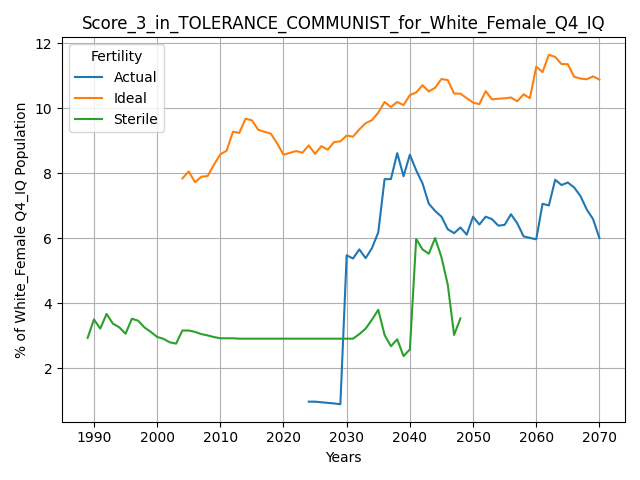 Score_3_in_TOLERANCE_COMMUNIST_for_White_Female_Q4_IQ
Fertility
Actual
Ideal
Sterile
% of White_Female Q4_IQ Population
12
10
8
6
4
2
1990 2000 2010 2020 2030 2040 2050 2060 2070
Years